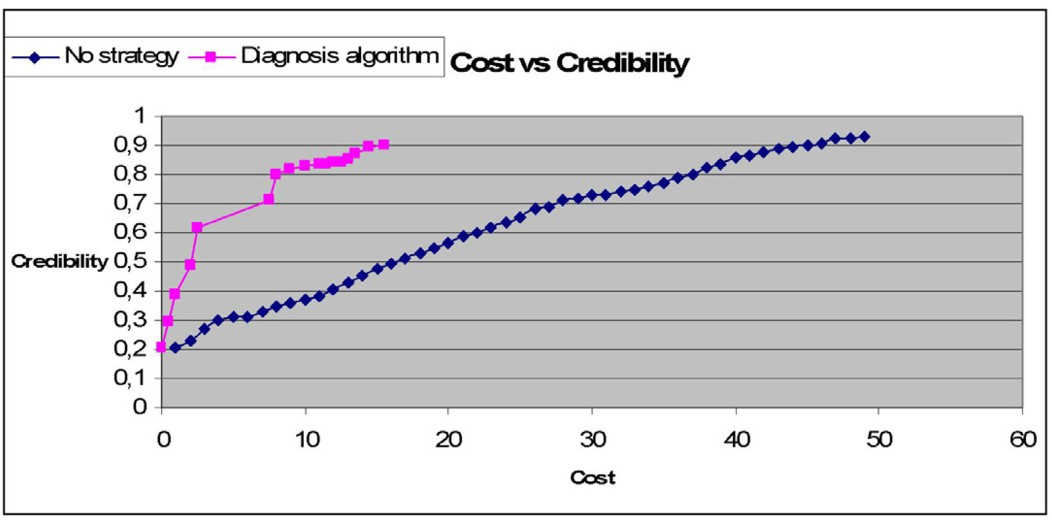 No strategy Diagnosis algorithm
Cost vs Credibility
1
0,9
0,8
0,7
0,6
Credibility 0,5
0,4
0,3
0,2
0,1
0
0 10 20 30 40 50 60
Cost